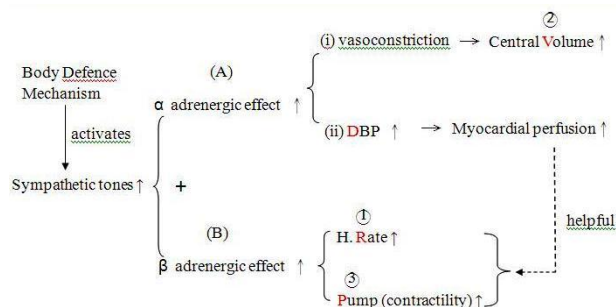 ②
(i) vasoconstriction → Central Volume ↑
(A)
Body Defence
Mechanism
α adrenergic effect ↑
activates
(ii) DBP ↑ → Myocardial perfusion ↑
Sympathetic tones ↑
+
helpful
①
(B)
H. Rate ↑
β adrenergic effect ↑
③
Pump (contractility) ↑